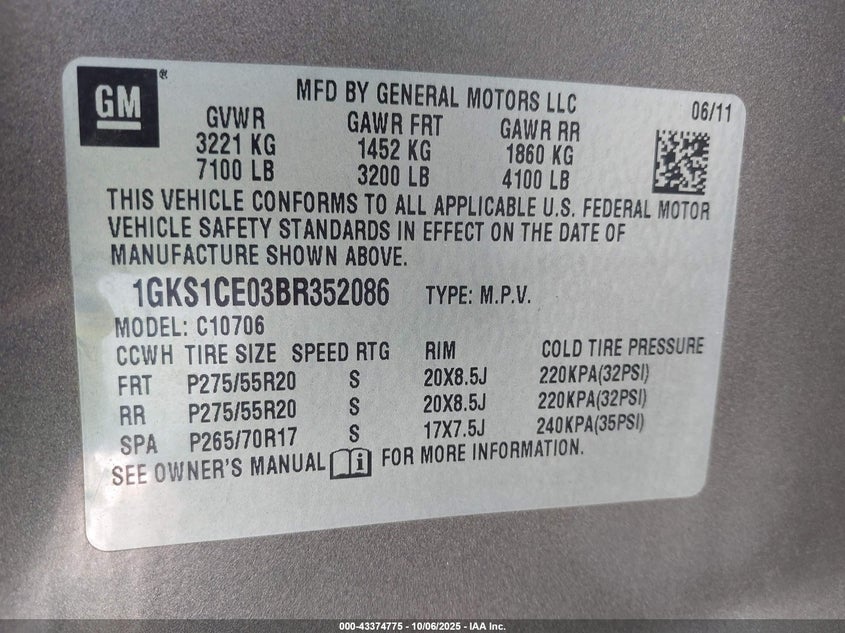 GM®
MFD BY GENERAL MOTORS LLC 06/11
GVWR GAWR FRT GAWR RR
3221 KG 1452 KG 1860 KG
7100 LB 3200 LB 4100 LB
THIS VEHICLE CONFORMS TO ALL APPLICABLE U.S. FEDERAL MOTOR
VEHICLE SAFETY STANDARDS IN EFFECT ON THE DATE OF
MANUFACTURE SHOWN ABOVE.
1GKS1CE03BR352086 TYPE: M.P.V.
MODEL: C10706
CCWH TIRE SIZE SPEED RTG RIM COLD TIRE PRESSURE
FRT P275/55R20 S 20X8.5J 220KPA(32PSI)
RR P275/55R20 S 20X8.5J 220KPA(32PSI)
SPA P265/70R17 S 17X7.5J 240KPA(35PSI)
SEE OWNER'S MANUAL i FOR MORE INFORMATION.
000-43374775 - 10/06/2025 - IAA Inc.